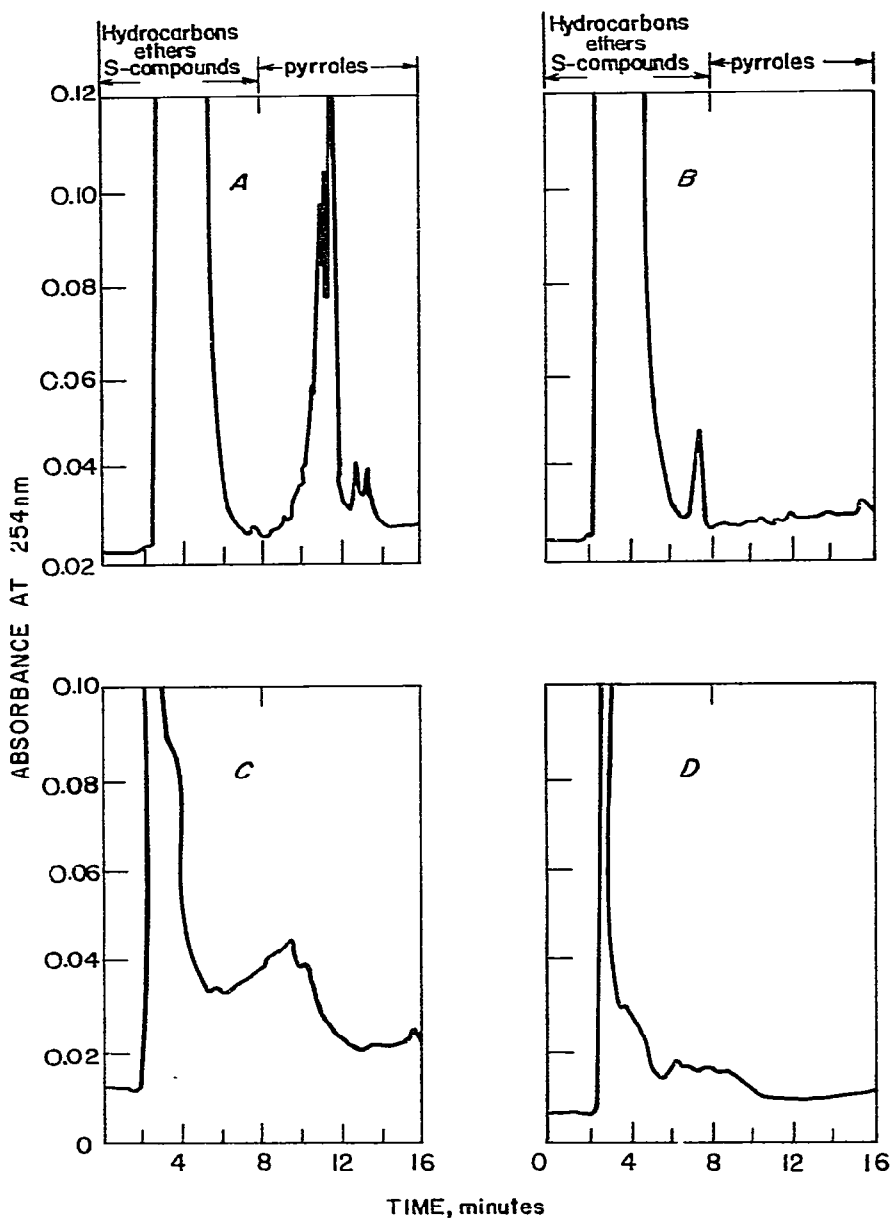 Hydrocarbons
ethers
S-compounds
pyrroles
Hydrocarbons
ethers
S-compounds
pyrroles
0.12
0.10
0.08
0.06
0.04
0.02
A
B
ABSORBANCE AT 254nm
0.10
0.08
0.06
0.04
0.02
0
C
D
4
8
12
16
0
4
8
12
16
TIME, minutes